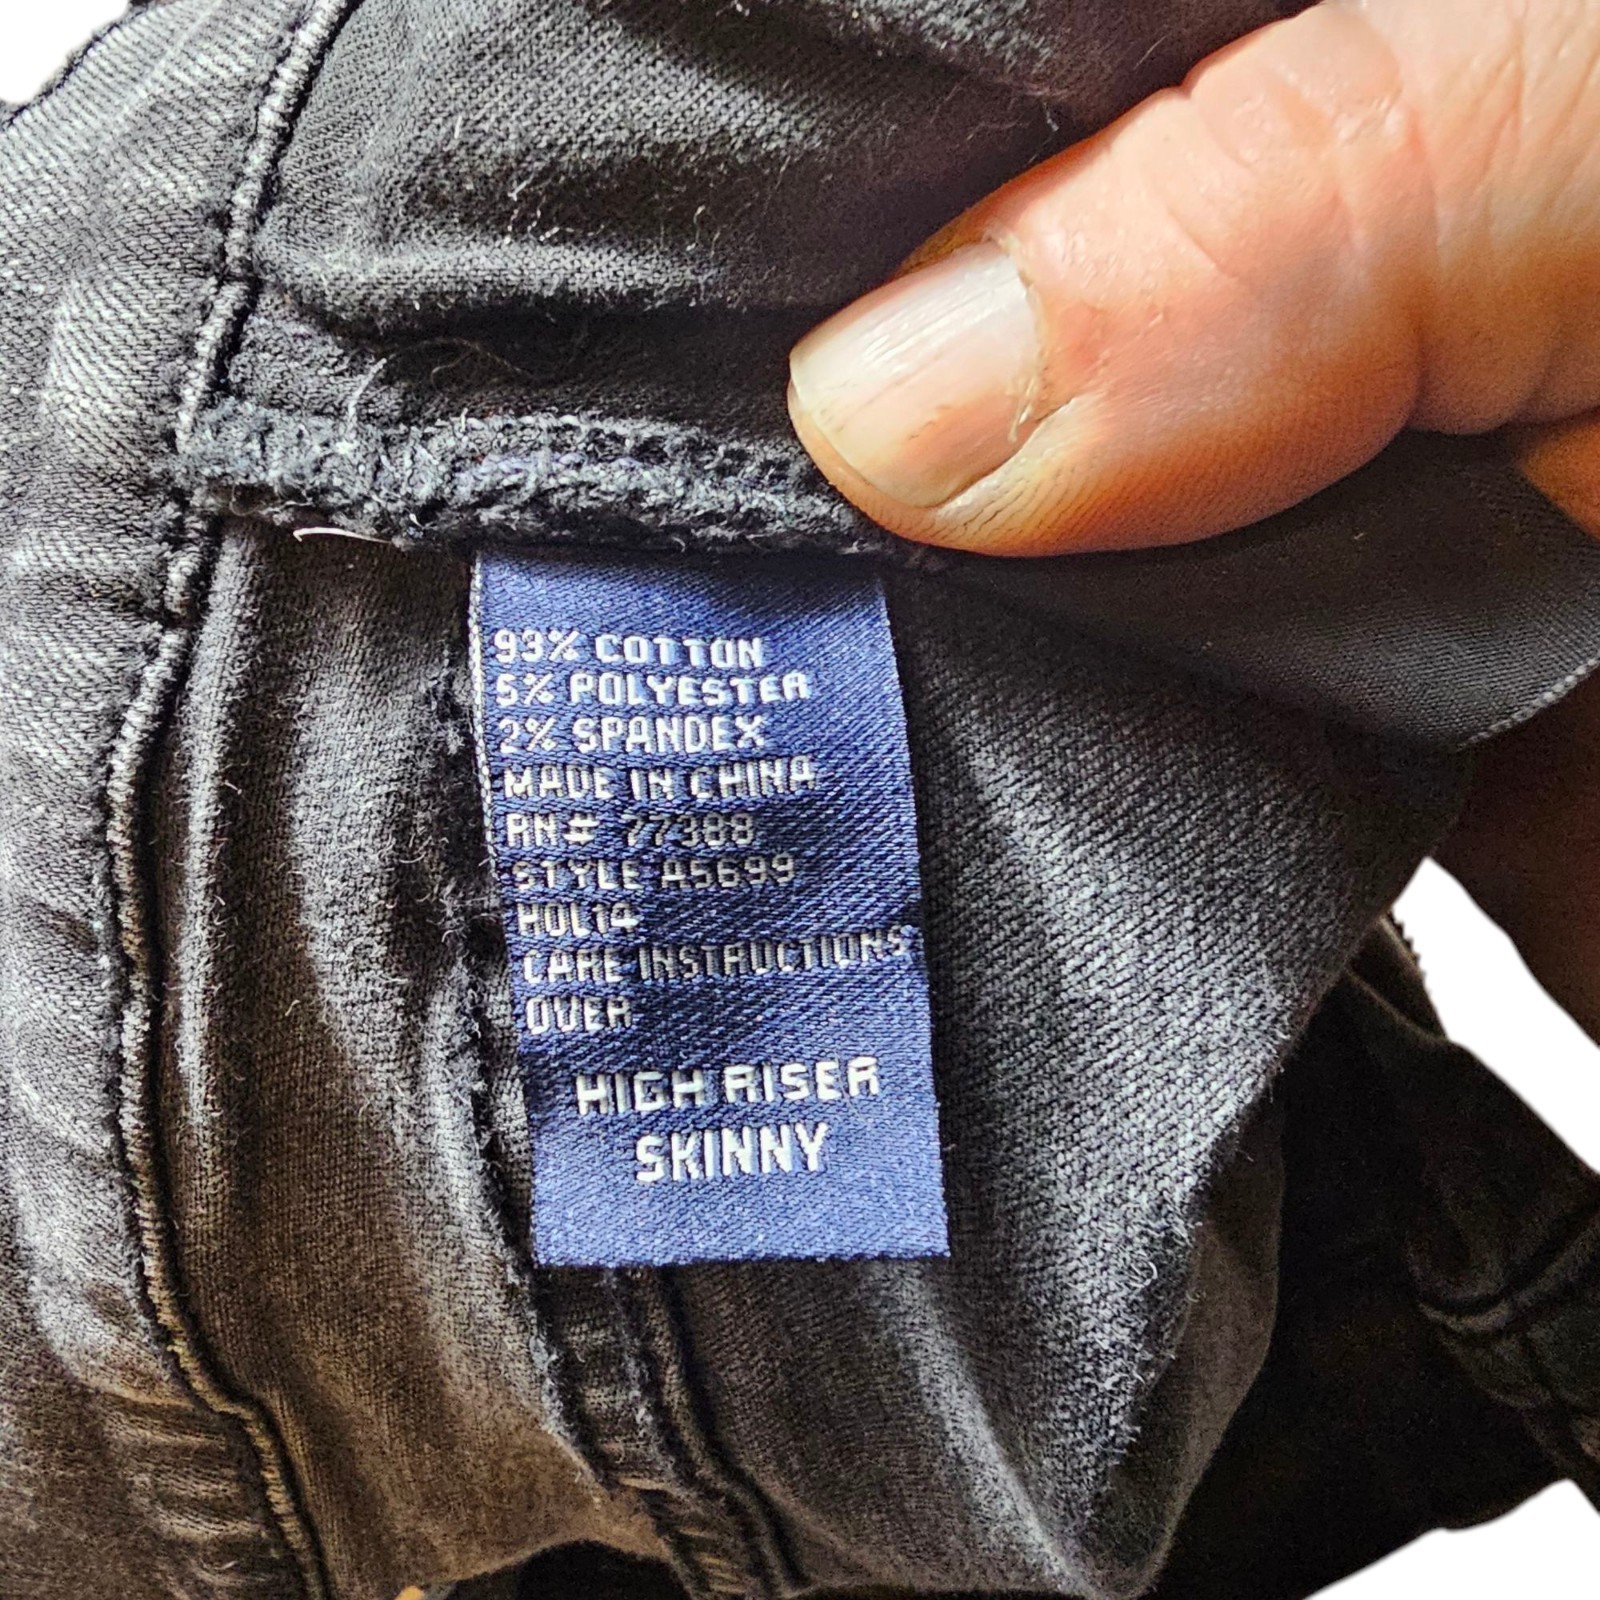 93% COTTON
5% POLYESTER
2% SPANDEX
MADE IN CHINA
RN# 77388
STYLE A5699
HOL14
CARE INSTRUCTIONS
OVER
HIGH RISER
SKINNY